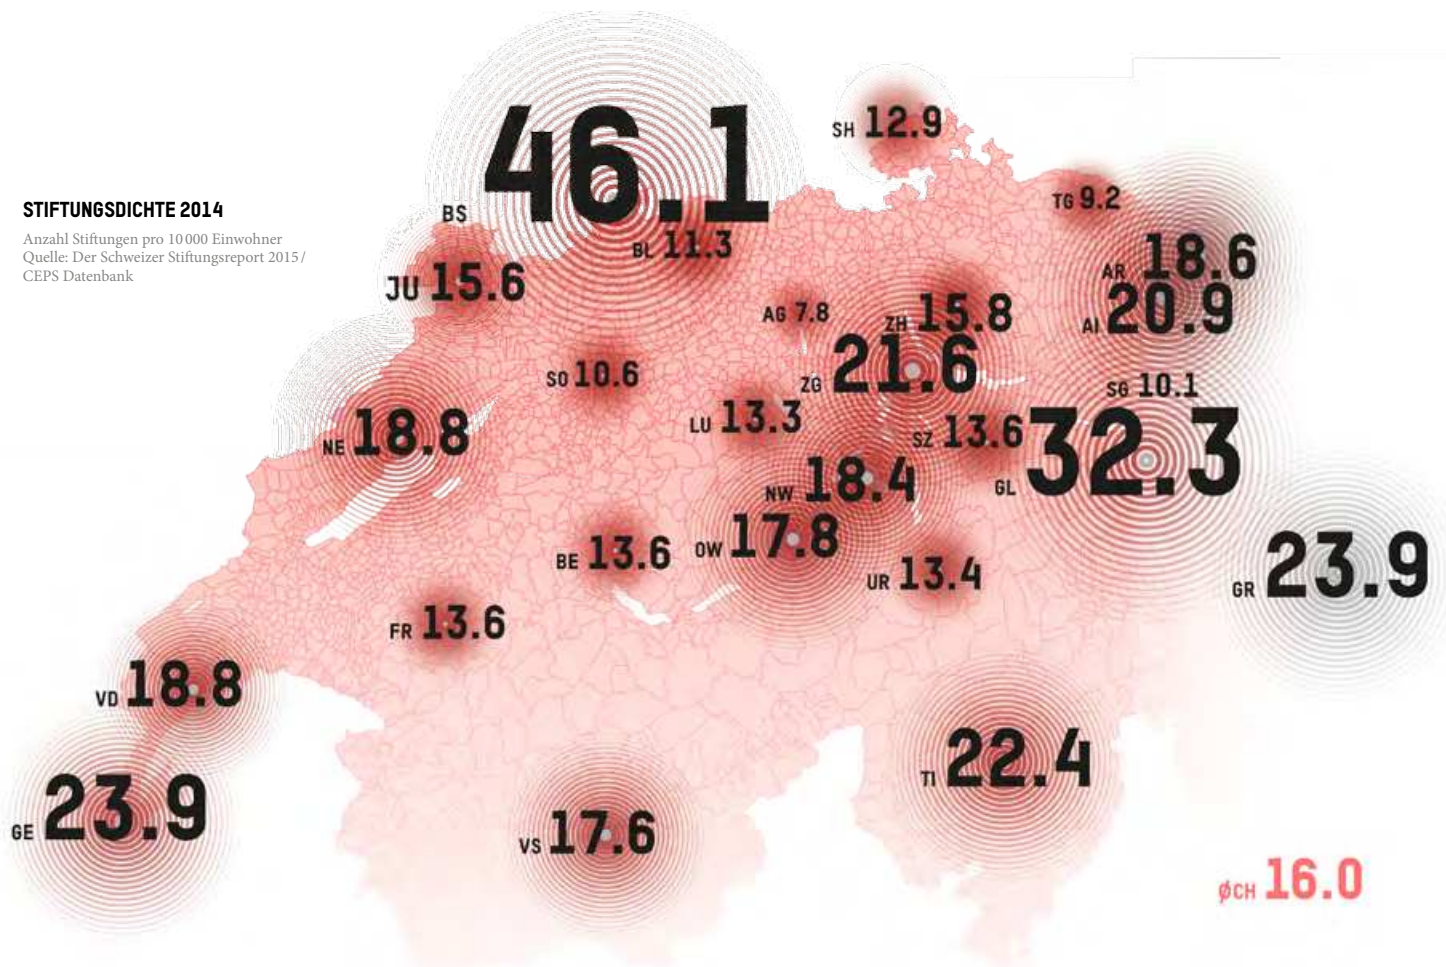 46.1
SH 12.9
TG 9.2
STIFTUNGSDICHTE 2014
BS
Anzahl Stiftungen pro 10 000 Einwohner
Quelle: Der Schweizer Stiftungsreport 2015 /
CEPS Datenbank
BL 11.3
AR 18.6
JU 15.6
AI 20.9
AG 7.8
ZH 15.8
ZG 21.6
SO 10.6
SG 10.1
LU 13.3
SZ 13.6
NE 18.8
GL 32.3
NW 18.4
OW 17.8
BE 13.6
UR 13.4
GR 23.9
FR 13.6
VD 18.8
TI 22.4
GE 23.9
VS 17.6
ØCH 16.0